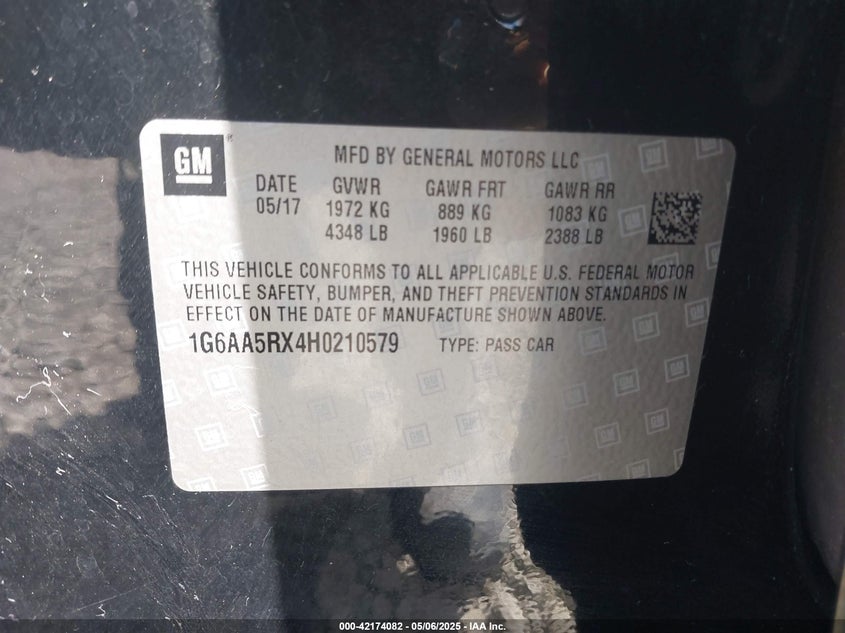 GM
MFD BY GENERAL MOTORS LLC
DATE GVWR GAWR FRT GAWR RR
05/17 1972 KG 889 KG 1083 KG
4348 LB 1960 LB 2388 LB
THIS VEHICLE CONFORMS TO ALL APPLICABLE U.S. FEDERAL MOTOR
VEHICLE SAFETY, BUMPER, AND THEFT PREVENTION STANDARDS IN
EFFECT ON THE DATE OF MANUFACTURE SHOWN ABOVE.
1G6AA5RX4H0210579 TYPE: PASS CAR
000-42174082 - 05/06/2025 - IAA Inc.